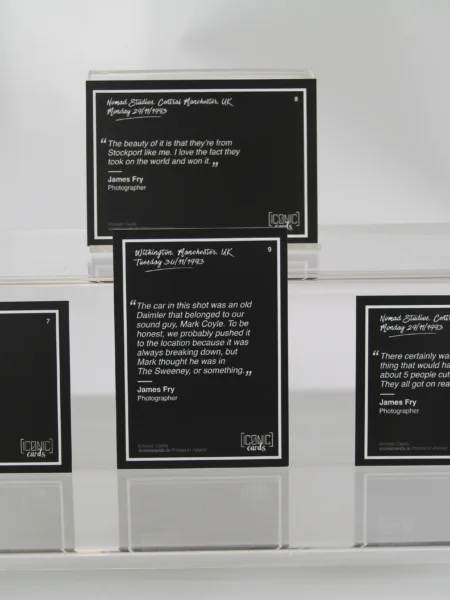 Nomad Studios, Central Manchester, UK
Monday 29/11/1993
8
“The beauty of it is that they're from
Stockport like me. I love the fact they
took on the world and won it.”
James Fry
Photographer
[ICONIC]
cards
Withington, Manchester, UK
Tuesday 30/11/1993
9
“The car in this shot was an old
Daimler that belonged to our
sound guy, Mark Coyle. To be
honest, we probably pushed it
to the location because it was
always breaking down, but
Mark thought he was in
The Sweeney, or something.”
James Fry
Photographer
Printed in Ireland
[ICONIC]
cards
7
[ICONIC]
cards
Nomad Studios, Cent
Monday 29/11/1993
“There certainly wa
thing that would ha
about 5 people cut
They all got on rea
James Fry
Photographer